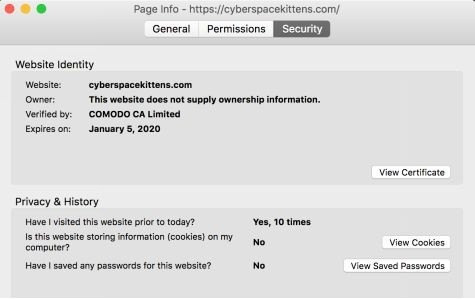 Page Info - https://cyberspacekittens.com/
General Permissions Security
Website Identity
Website: cyberspacekittens.com
Owner: This website does not supply ownership information.
Verified by: COMODO CA Limited
Expires on: January 5, 2020
View Certificate
Privacy & History
Have I visited this website prior to today? Yes, 10 times
Is this website storing information (cookies) on my
computer? No View Cookies
Have I saved any passwords for this website? No View Saved Passwords